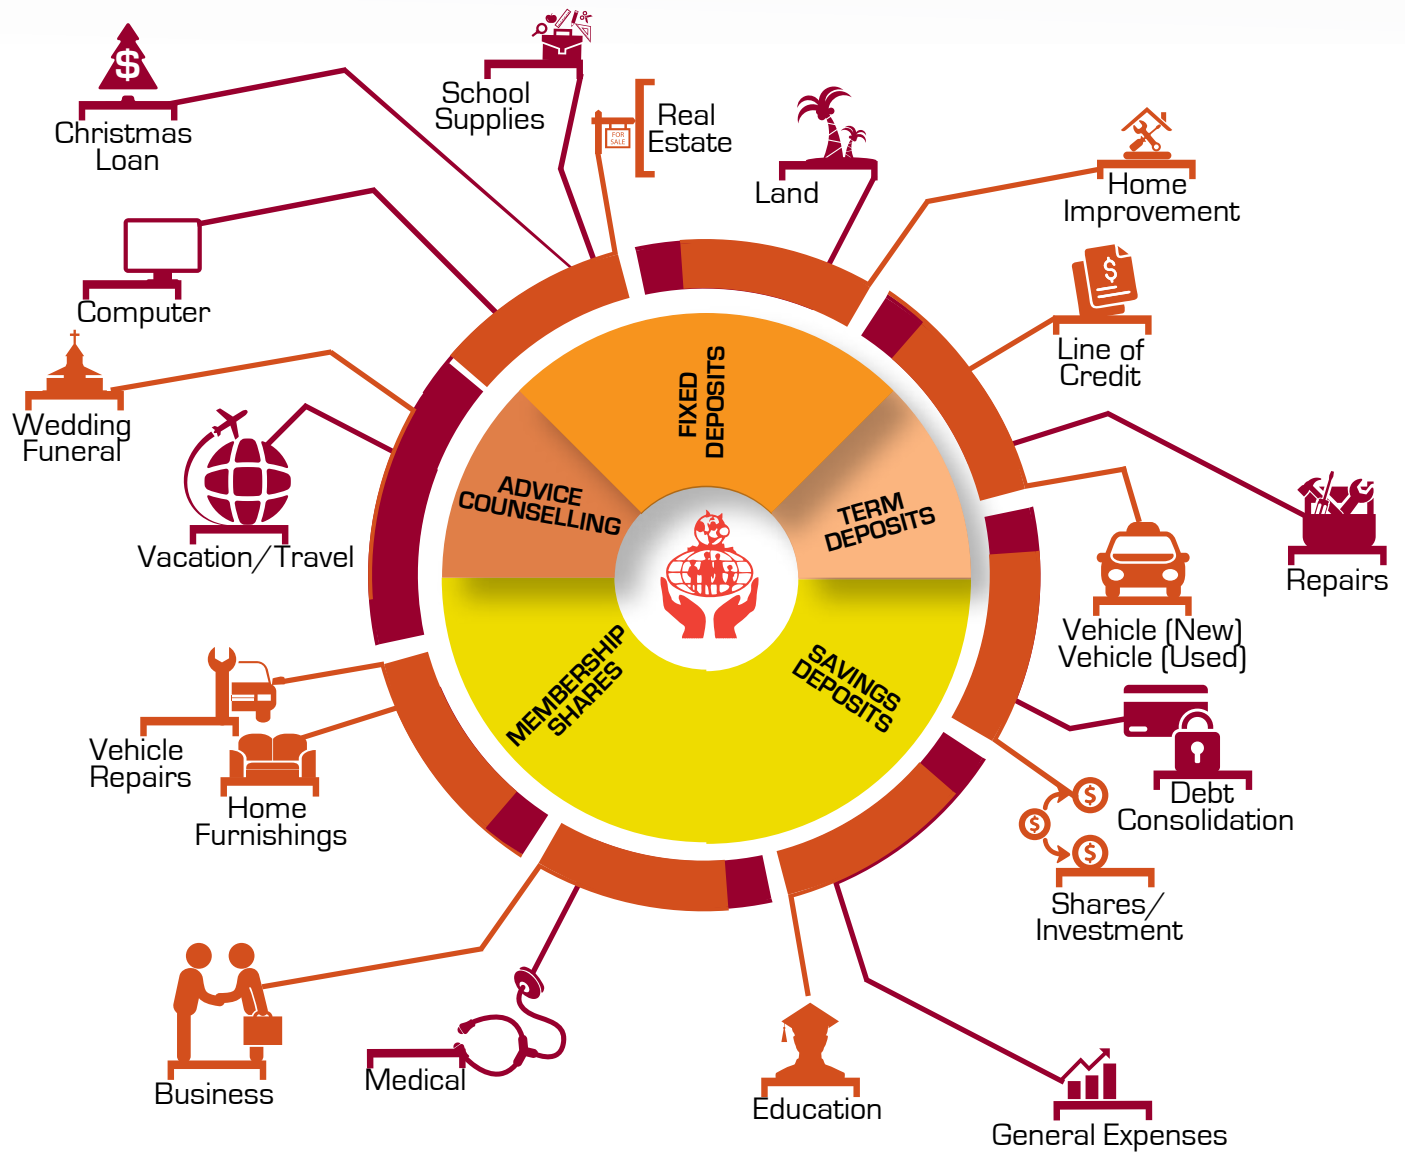 $
Christmas
Loan
School
Supplies
FOR
SALE
Real
Estate
Land
Home
Improvement
Computer
$
Line of
Credit
Wedding
Funeral
Vacation/Travel
Repairs
Vehicle (New)
Vehicle (Used)
FIXED
DEPOSITS
ADVICE
COUNSELLING
TERM
DEPOSITS
MEMBERSHIP
SHARES
SAVINGS
DEPOSITS
Vehicle
Repairs
Home
Furnishings
Debt
Consolidation
$
$
$
Shares/
Investment
Business
Medical
Education
General Expenses